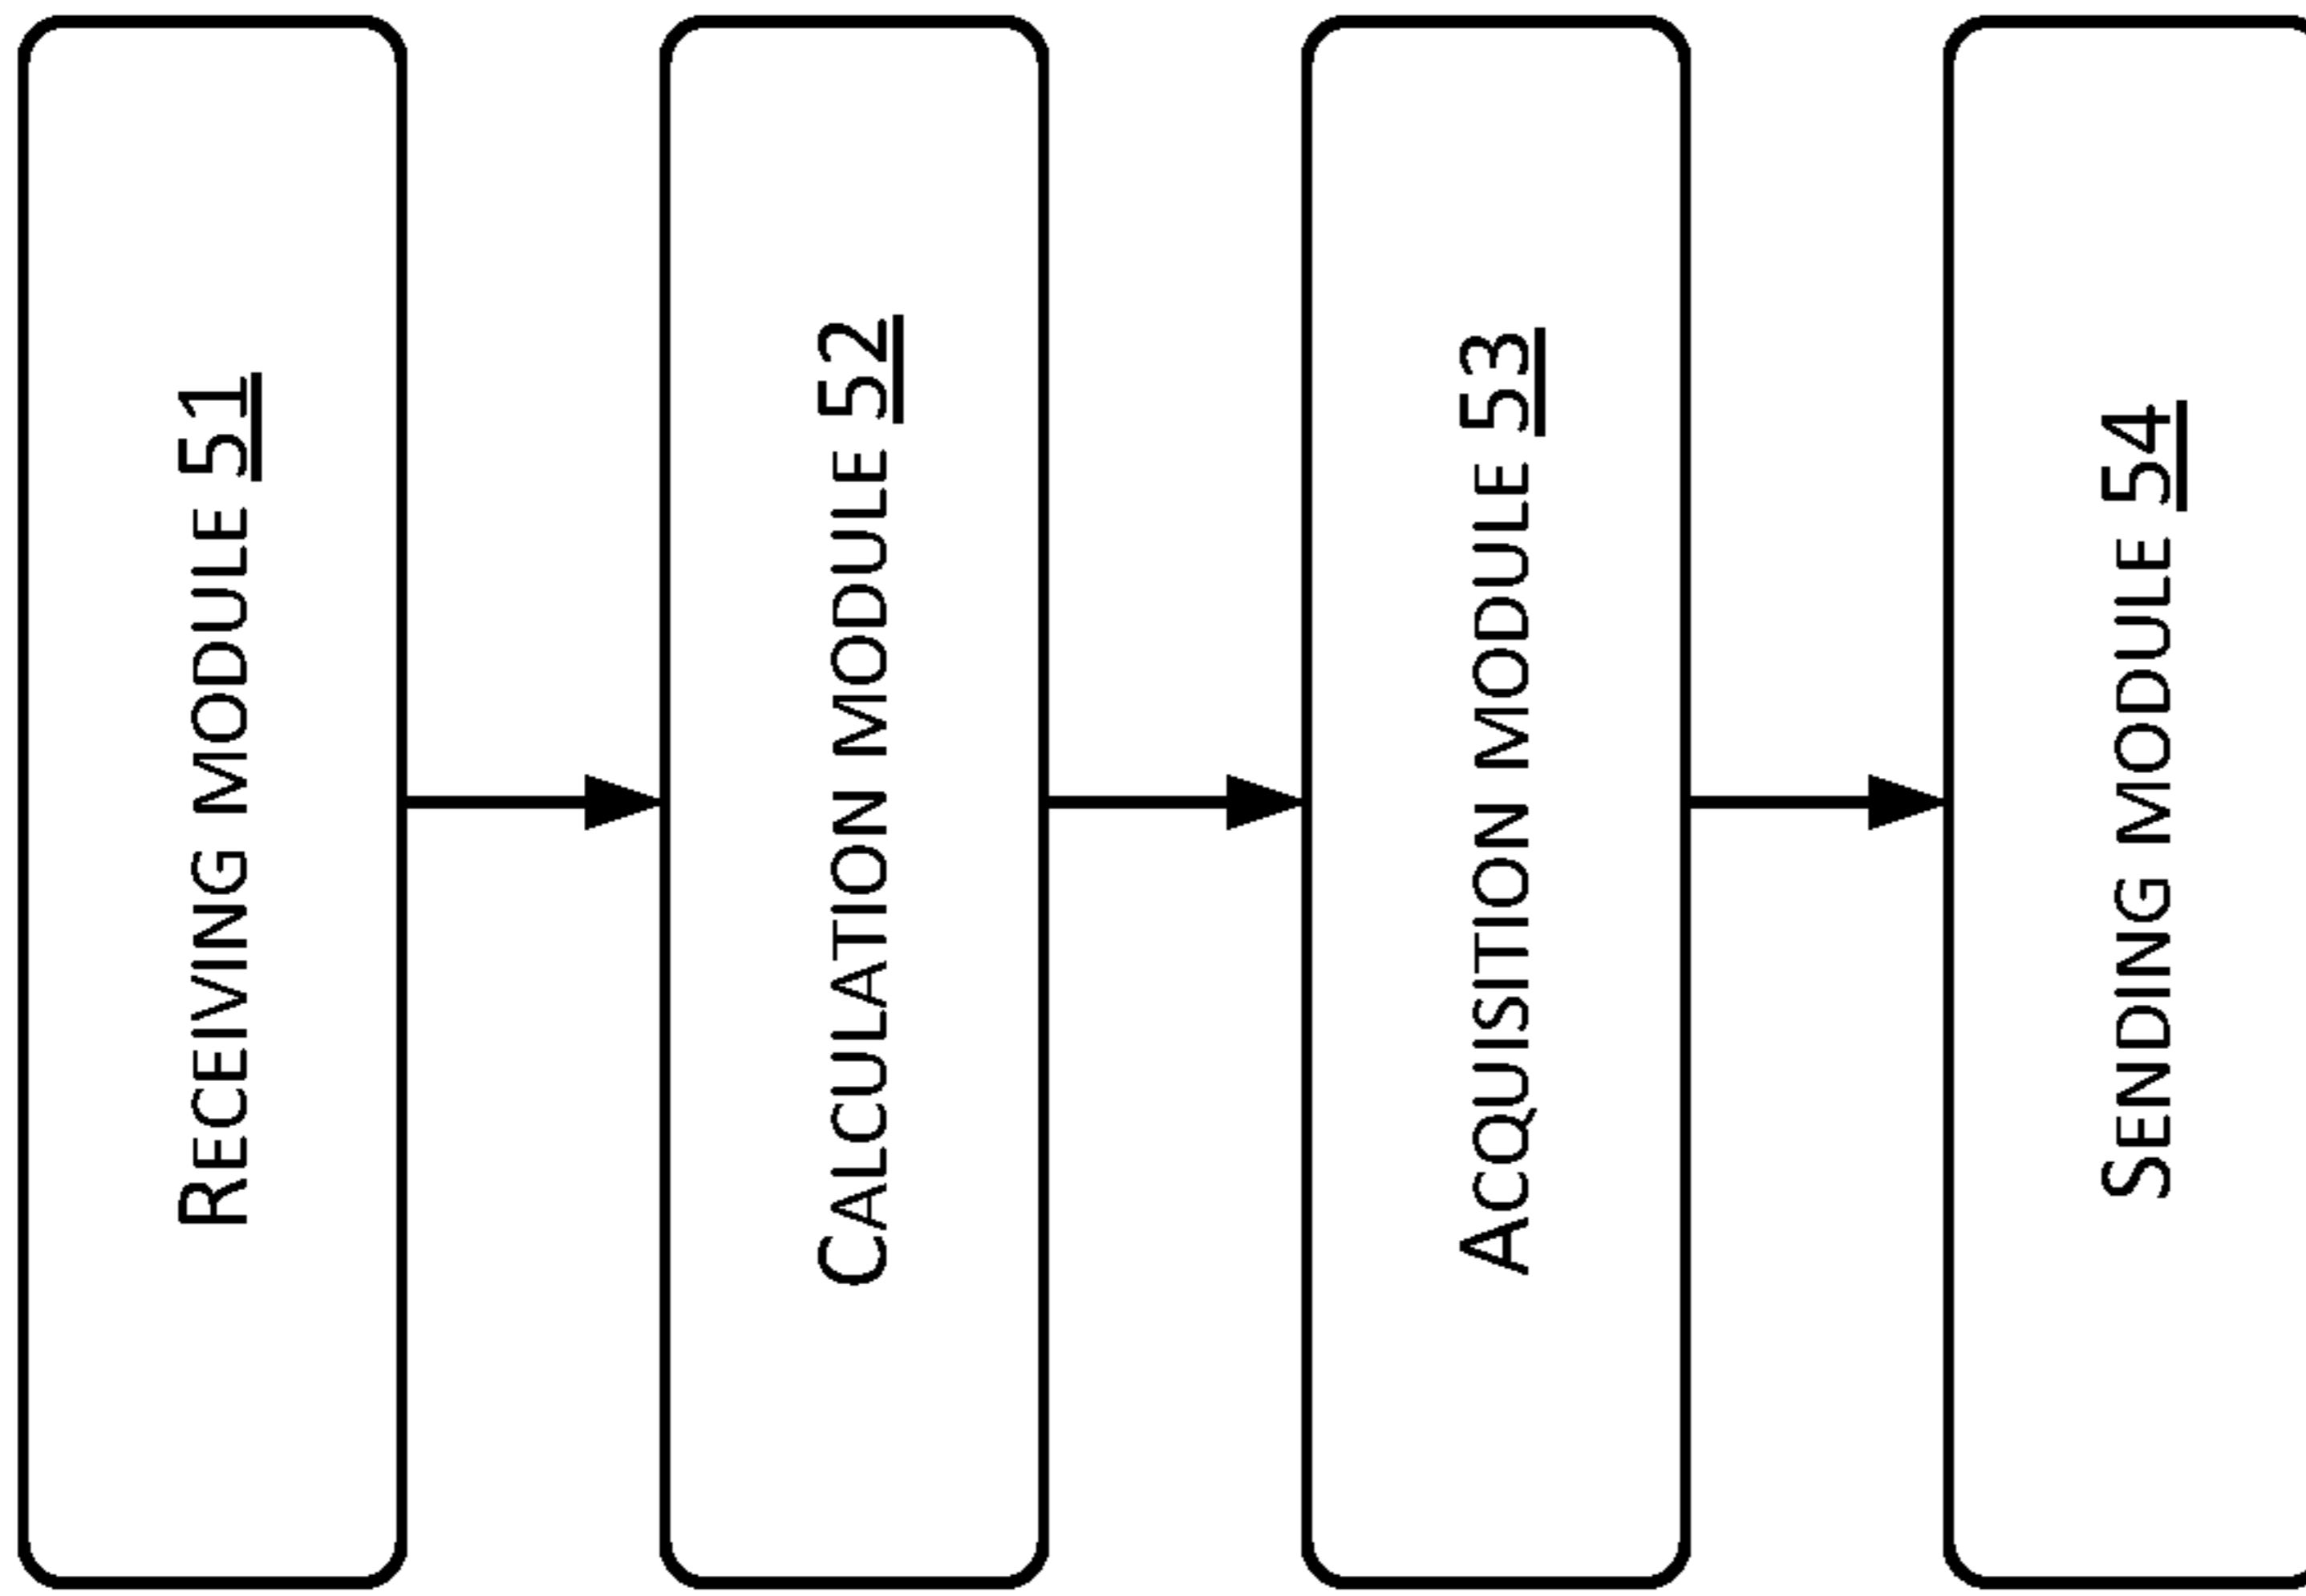 RECEIVING MODULE 51
CALCULATION MODULE 52
ACQUISITION MODULE 53
SENDING MODULE 54